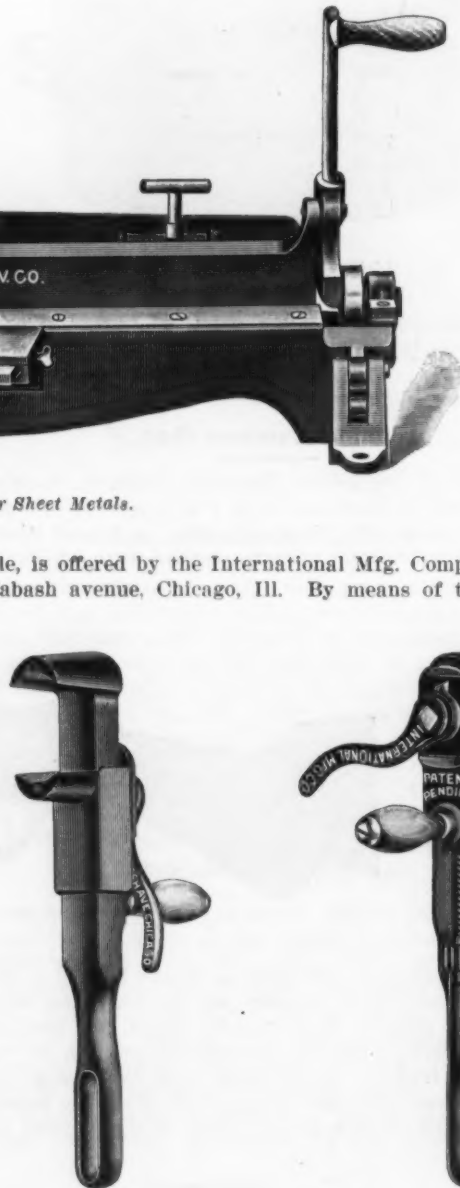 V. CO.
r Sheet Metals.
le, is offered by the International Mfg. Comp
abash avenue, Chicago, Ill. By means of t
INTERNATIONAL MFG. CO
PATEN
PENDI
CHICAGO